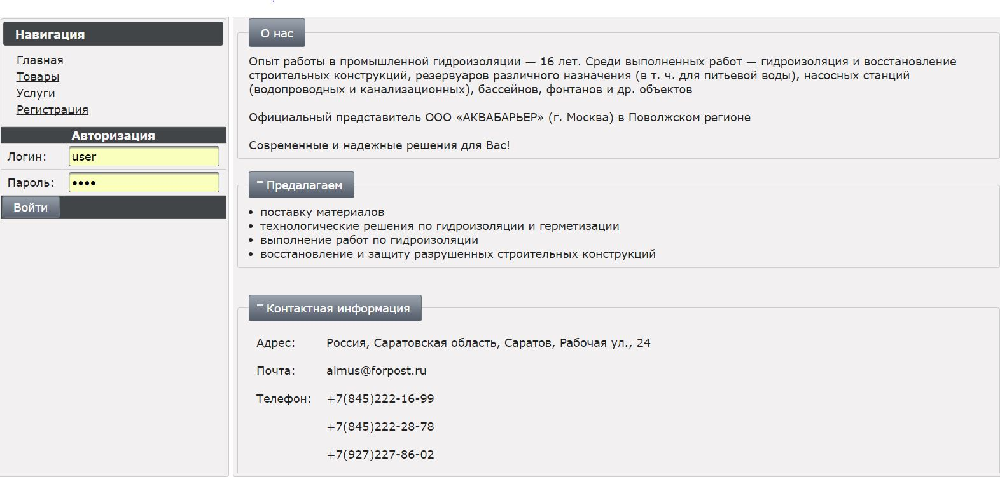 Навигация
Главная
Товары
Услуги
Регистрация
Авторизация
Логин: user
Пароль: ••••
Войти
О нас
Опыт работы в промышленной гидроизоляции — 16 лет. Среди выполненных работ — гидроизоляция и восстановление
строительных конструкций, резервуаров различного назначения (в т. ч. для питьевой воды), насосных станций
(водопроводных и канализационных), бассейнов, фонтанов и др. объектов
Официальный представитель ООО «АКВАБАРЬЕР» (г. Москва) в Поволжском регионе
Современные и надежные решения для Вас!
Предалагаем
• поставку материалов
• технологические решения по гидроизоляции и герметизации
• выполнение работ по гидроизоляции
• восстановление и защиту разрушенных строительных конструкций
Контактная информация
Адрес: Россия, Саратовская область, Саратов, Рабочая ул., 24
Почта: almus@forpost.ru
Телефон: +7(845)222-16-99
+7(845)222-28-78
+7(927)227-86-02